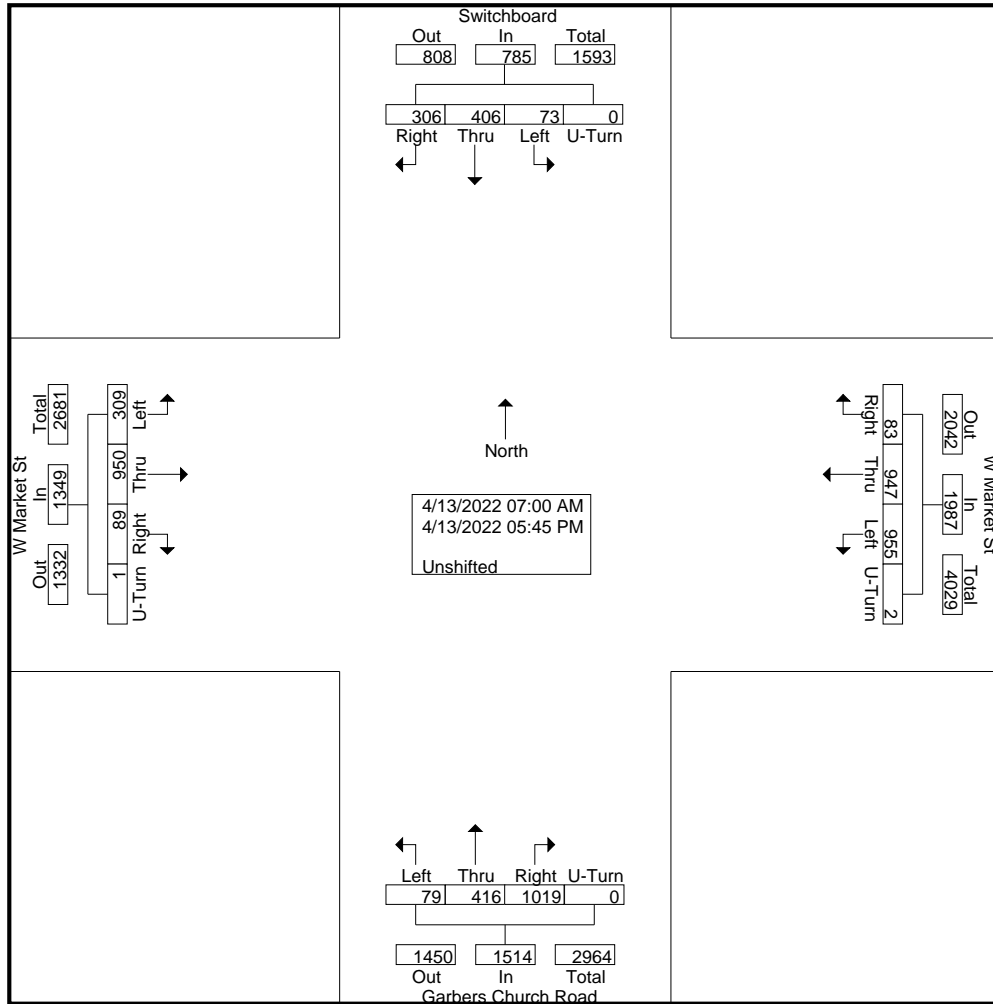 Switchboard
Out In Total
808 785 1593
306 406 73 0
Right Thru Left U-Turn
W Market St
Total 2681
In 1349
Out 1332
309 950 89 1
Left Thru Right U-Turn
North
4/13/2022 07:00 AM
4/13/2022 05:45 PM
Unshifted
Right Thru Left U-Turn
83 947 955 2
Out 2042
In 1987
Total 4029
W Market St
Left Thru Right U-Turn
79 416 1019 0
1450 1514 2964
Out In Total
Garbers Church Road